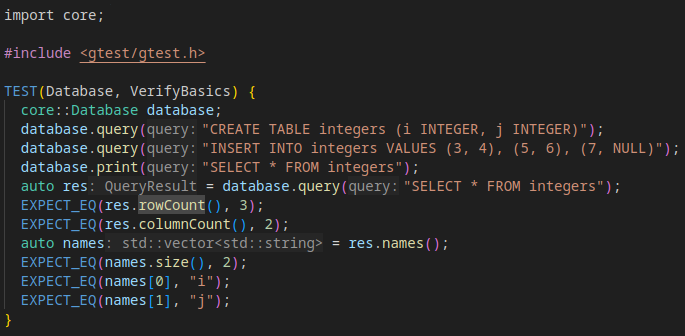 import core;
#include <gtest/gtest.h>
TEST(Database, VerifyBasics) {
core::Database database;
database.query(query: "CREATE TABLE integers (i INTEGER, j INTEGER)");
database.query(query: "INSERT INTO integers VALUES (3, 4), (5, 6), (7, NULL)");
database.print(query: "SELECT * FROM integers");
auto res: QueryResult = database.query(query: "SELECT * FROM integers");
EXPECT_EQ(res.rowCount(), 3);
EXPECT_EQ(res.columnCount(), 2);
auto names: std::vector<std::string> = res.names();
EXPECT_EQ(names.size(), 2);
EXPECT_EQ(names[0], "i");
EXPECT_EQ(names[1], "j");
}